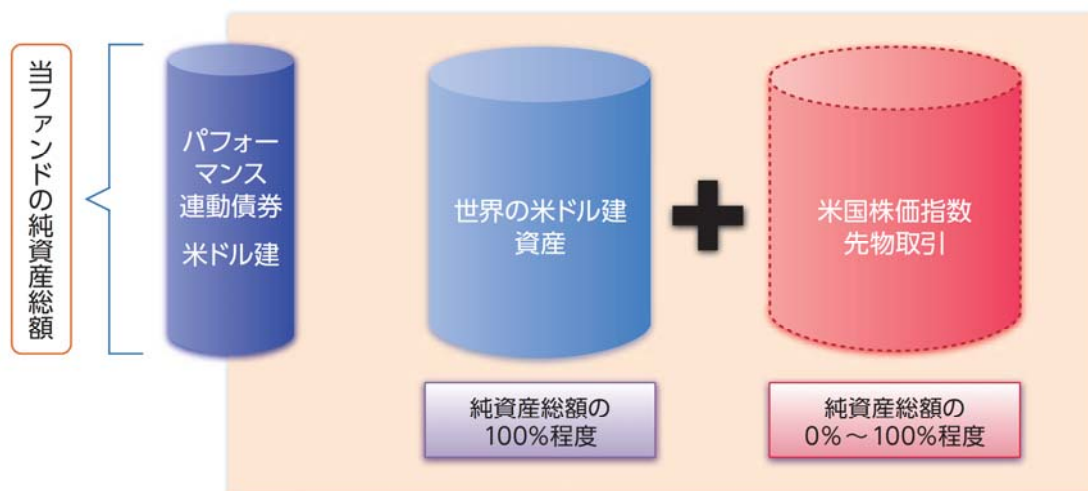 当ファンドの純資産総額
パフォー
マンス
連動債券
米ドル建
世界の米ドル建
資産
米国株価指数
先物取引
純資産総額の
100%程度
純資産総額の
0%～100%程度